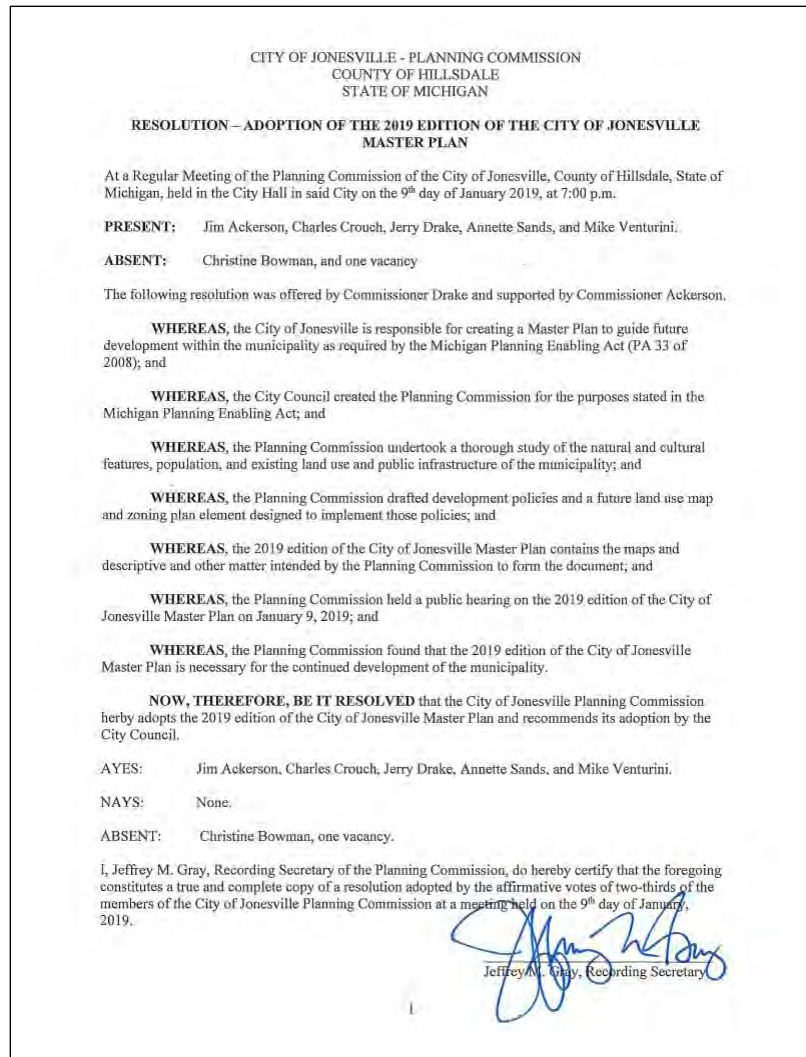 CITY OF JONESVILLE - PLANNING COMMISSION
COUNTY OF HILLSDALE
STATE OF MICHIGAN
RESOLUTION – ADOPTION OF THE 2019 EDITION OF THE CITY OF JONESVILLE
MASTER PLAN
At a Regular Meeting of the Planning Commission of the City of Jonesville, County of Hillsdale, State of
Michigan, held in the City Hall in said City on the 9th day of January 2019, at 7:00 p.m.
PRESENT: Jim Ackerson, Charles Crouch, Jerry Drake, Annette Sands, and Mike Venturini.
ABSENT: Christine Bowman, and one vacancy
The following resolution was offered by Commissioner Drake and supported by Commissioner Ackerson.
WHEREAS, the City of Jonesville is responsible for creating a Master Plan to guide future
development within the municipality as required by the Michigan Planning Enabling Act (PA 33 of
2008); and
WHEREAS, the City Council created the Planning Commission for the purposes stated in the
Michigan Planning Enabling Act; and
WHEREAS, the Planning Commission undertook a thorough study of the natural and cultural
features, population, and existing land use and public infrastructure of the municipality; and
WHEREAS, the Planning Commission drafted development policies and a future land use map
and zoning plan element designed to implement those policies; and
WHEREAS, the 2019 edition of the City of Jonesville Master Plan contains the maps and
descriptive and other matter intended by the Planning Commission to form the document; and
WHEREAS, the Planning Commission held a public hearing on the 2019 edition of the City of
Jonesville Master Plan on January 9, 2019; and
WHEREAS, the Planning Commission found that the 2019 edition of the City of Jonesville
Master Plan is necessary for the continued development of the municipality.
NOW, THEREFORE, BE IT RESOLVED that the City of Jonesville Planning Commission
herby adopts the 2019 edition of the City of Jonesville Master Plan and recommends its adoption by the
City Council.
AYES: Jim Ackerson, Charles Crouch, Jerry Drake, Annette Sands, and Mike Venturini.
NAYS: None.
ABSENT: Christine Bowman, one vacancy.
I, Jeffrey M. Gray, Recording Secretary of the Planning Commission, do hereby certify that the foregoing
constitutes a true and complete copy of a resolution adopted by the affirmative votes of two-thirds of the
members of the City of Jonesville Planning Commission at a meeting held on the 9th day of January,
2019.
Jeffrey M. Gray, Recording Secretary
1